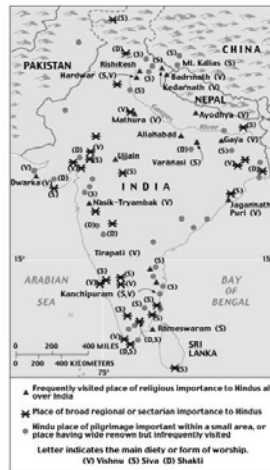 (S)
CHINA
PAKISTAN
(D)
Rishikesh
(S)
Mt. Kailas (S)
Hardwar (S,V)
Badrinath (V)
Kedarnath (V)
NEPAL
(V)
Mathura (V)
Ayodhya (V)
Allahabad
River
Gaya (V)
(D)
Varanasi (S)
(S)
Ujjain
(S)
(V)
Dwarka (V)
(D)
(S)
INDIA
Nasik-Tryambak (V)
Jagannath
Puri (V)
(V)
(D)
(D)
Tirapati (V)
15°
15°
ARABIAN
SEA
BAY
OF
BENGAL
Kanchipuram (S,V)
(S)
(V)
Rameswaram (S)
(D,S)
(D,S)
SRI
LANKA
(S)
0 200 400 MILES
0 200 400 KILOMETERS
75°
Frequently visited place of religious importance to Hindus all
over India
Place of broad regional or sectarian importance to Hindus
Hindu place of pilgrimage important within a small area, or
place having wide renown but infrequently visited
Letter indicates the main diety or form of worship.
(V) Vishnu (S) Siva (D) Shakti